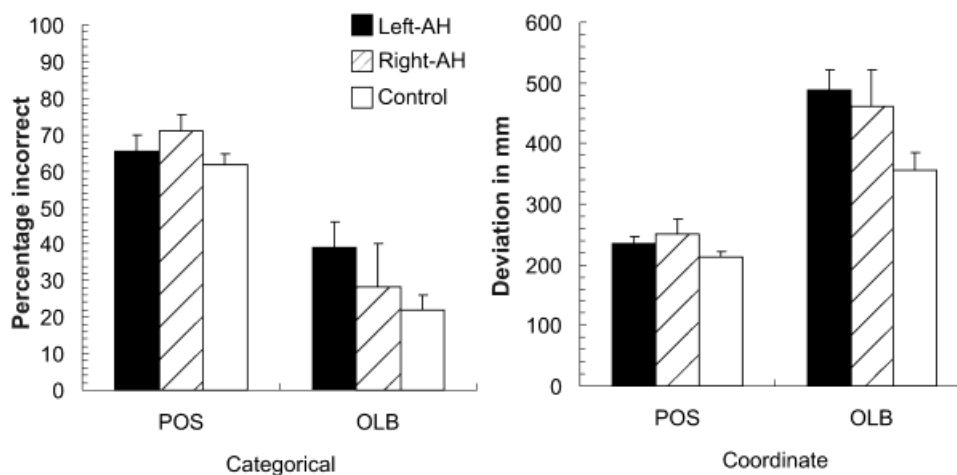 100
90
80
70
60
50
40
30
20
10
0
Percentage incorrect
Left-AH
Right-AH
Control
POS OLB
Categorical
600
500
400
300
200
100
0
Deviation in mm
POS OLB
Coordinate